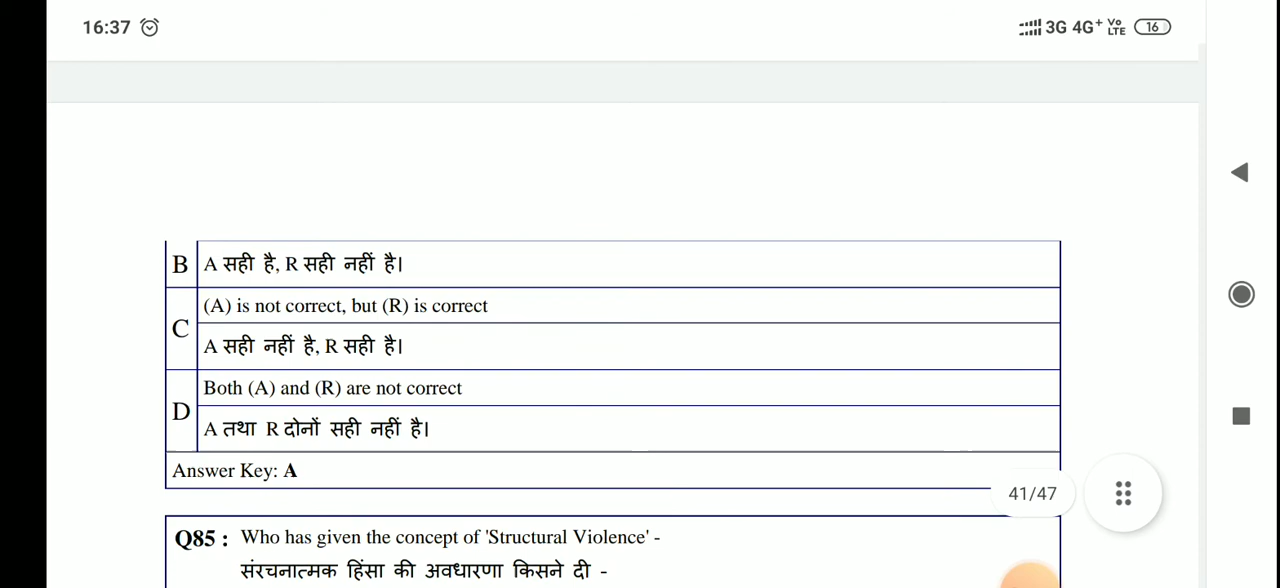 16:37 3G 4G+ Vo LTE 16
B A सही है, R सही नहीं है।
(A) is not correct, but (R) is correct
C
A सही नहीं है, R सही है।
Both (A) and (R) are not correct
D
A तथा R दोनों सही नहीं है।
Answer Key: A
41/47
Q85 : Who has given the concept of 'Structural Violence' -
संरचनात्मक हिंसा की अवधारणा किसने दी -